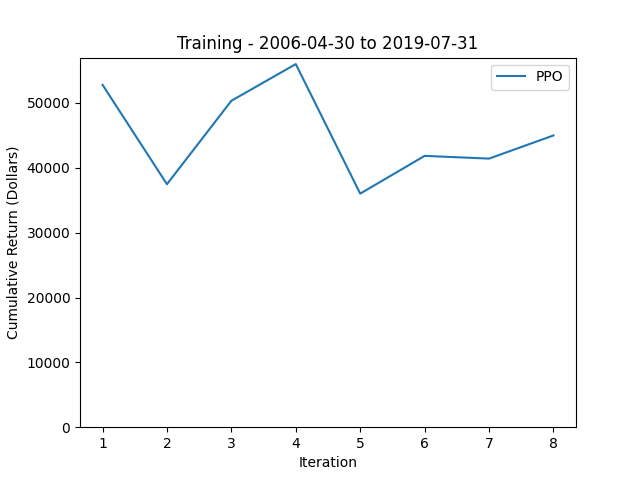 Training - 2006-04-30 to 2019-07-31
PPO
Cumulative Return (Dollars)
50000
40000
30000
20000
10000
0
1 2 3 4 5 6 7 8
Iteration